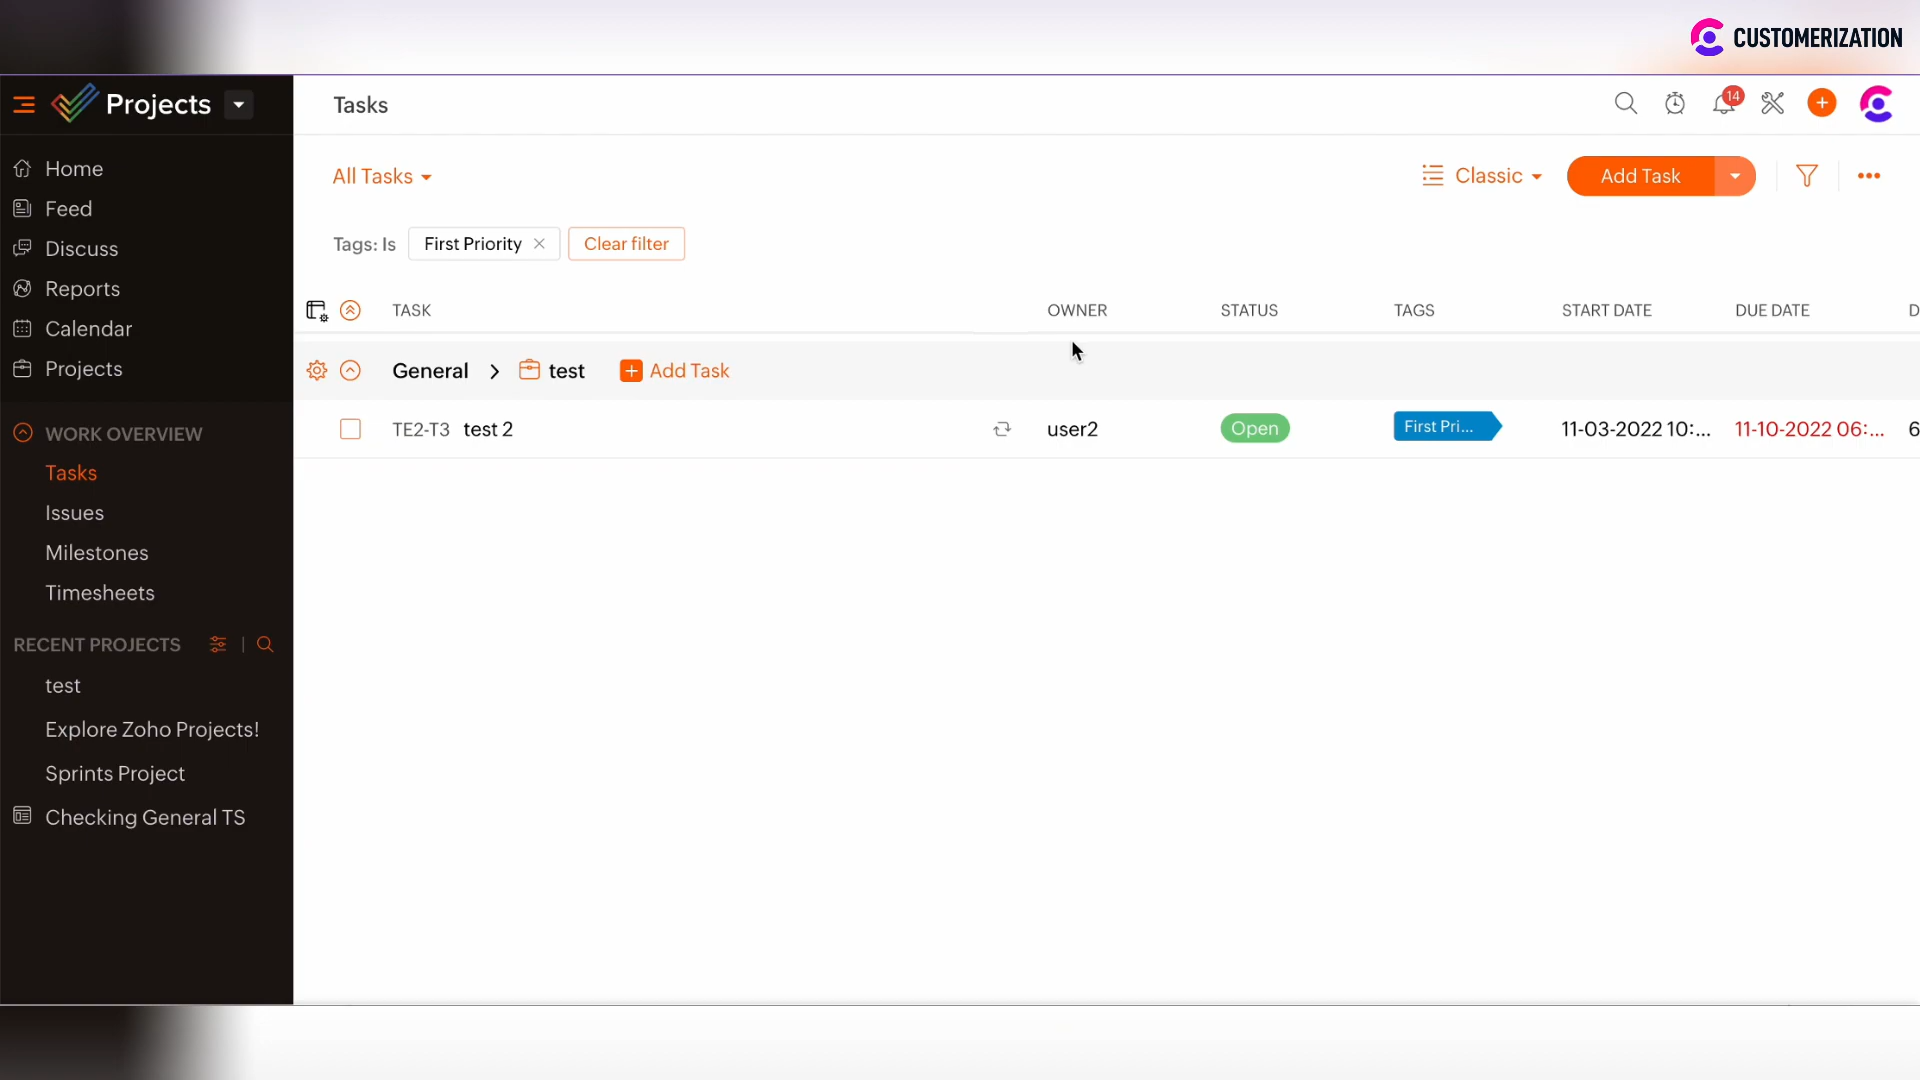 CUSTOMERIZATION
Projects
Tasks
14
Home
Feed
Discuss
Reports
Calendar
Projects
WORK OVERVIEW
Tasks
Issues
Milestones
Timesheets
RECENT PROJECTS
test
Explore Zoho Projects!
Sprints Project
Checking General TS
All Tasks
Classic
Add Task
Tags: Is First Priority Clear filter
TASK OWNER STATUS TAGS START DATE DUE DATE D
General > test Add Task
TE2-T3 test 2 user2 Open First Pri... 11-03-2022 10:... 11-10-2022 06:... 6